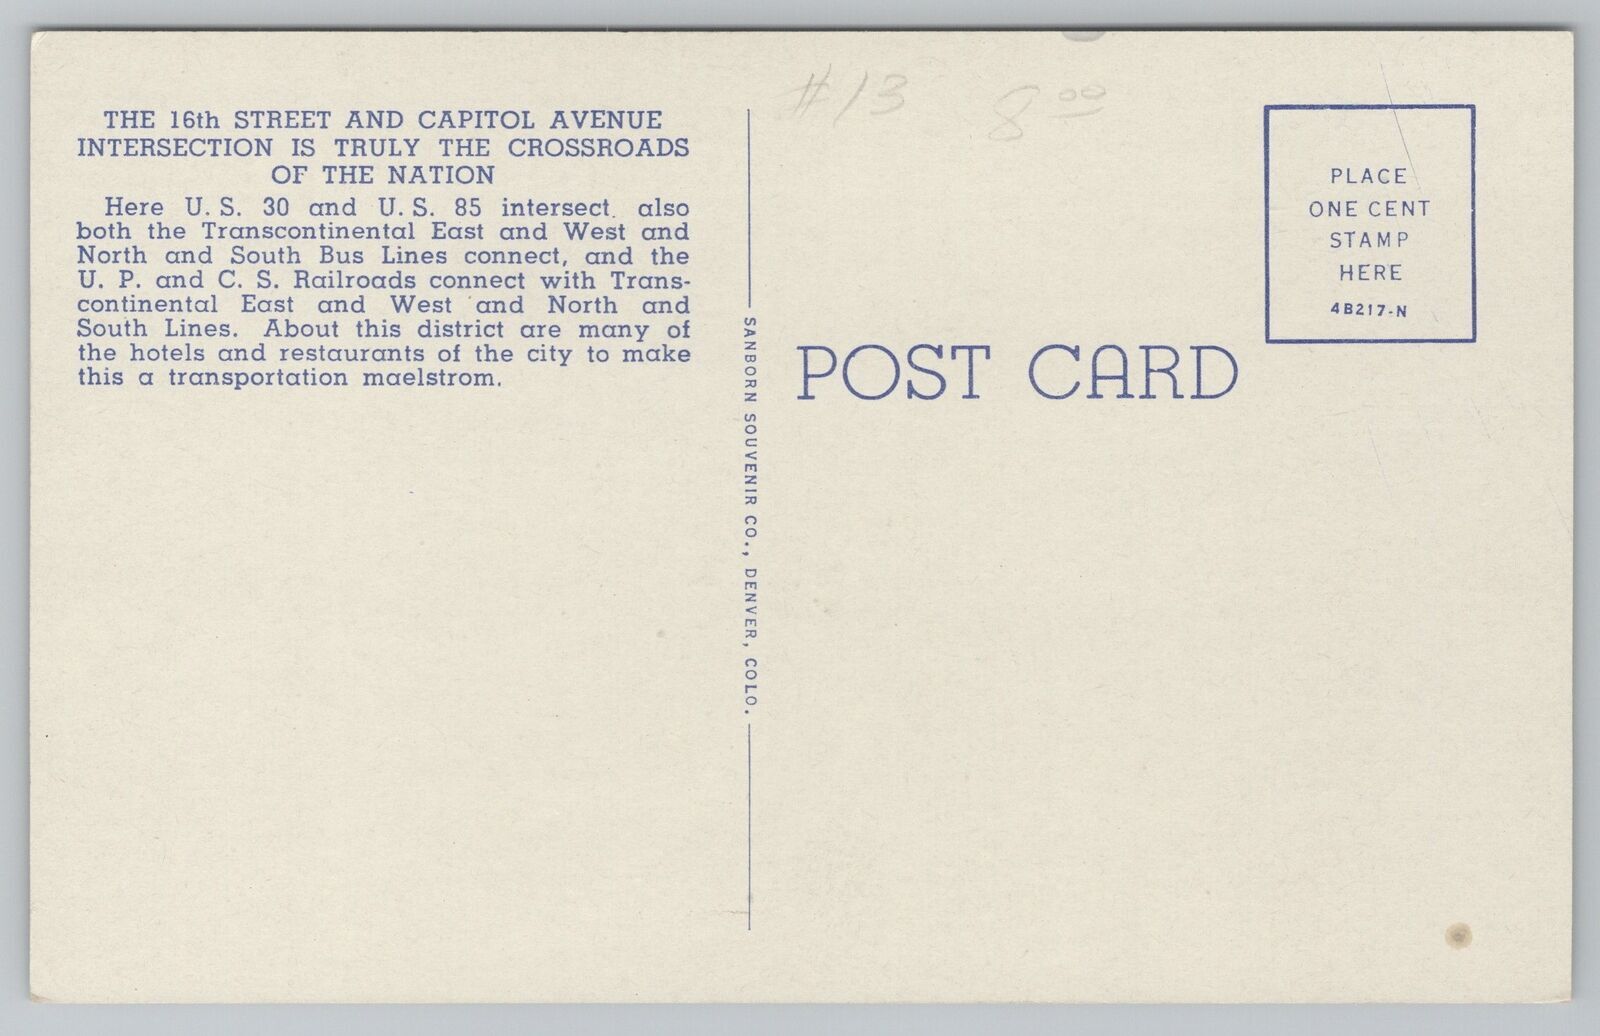 THE 16th STREET AND CAPITOL AVENUE
INTERSECTION IS TRULY THE CROSSROADS
OF THE NATION
Here U. S. 30 and U. S. 85 intersect. also
both the Transcontinental East and West and
North and South Bus Lines connect, and the
U. P. and C. S. Railroads connect with Trans-
continental East and West and North and
South Lines. About this district are many of
the hotels and restaurants of the city to make
this a transportation maelstrom.
SANBORN SOUVENIR CO., DENVER, COLO.
#13 800
POST CARD
PLACE
ONE CENT
STAMP
HERE
4B217-N